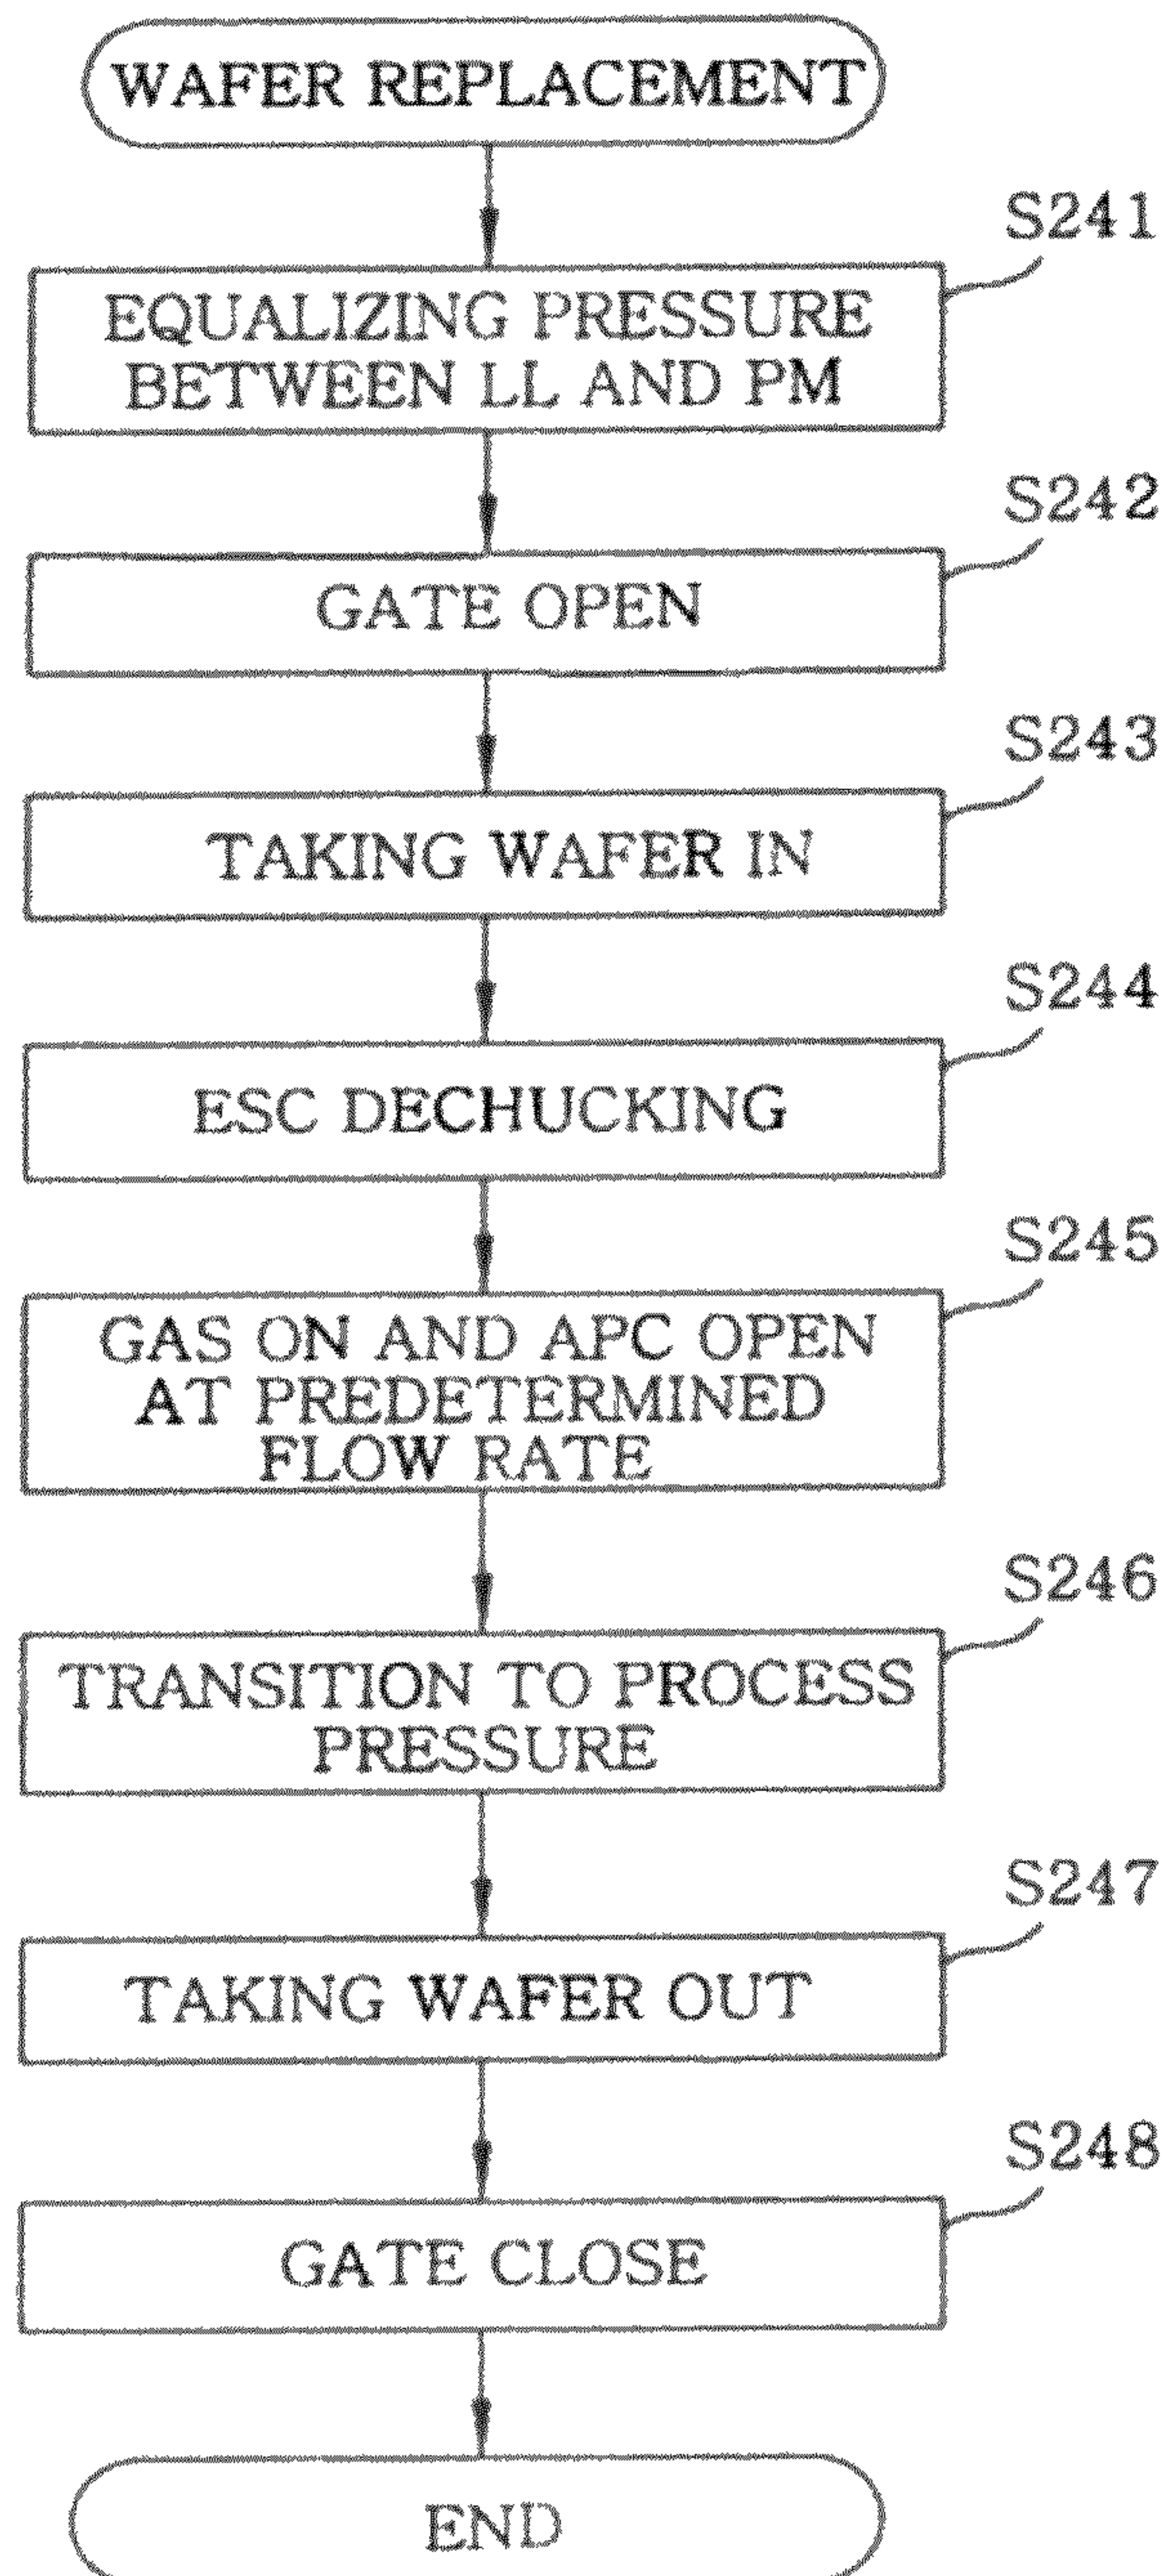 WAFER REPLACEMENT
S241
EQUALIZING PRESSURE
BETWEEN LL AND PM
S242
GATE OPEN
S243
TAKING WAFER IN
S244
ESC DECHUCKING
S245
GAS ON AND APC OPEN
AT PREDETERMINED
FLOW RATE
S246
TRANSITION TO PROCESS
PRESSURE
S247
TAKING WAFER OUT
S248
GATE CLOSE
END